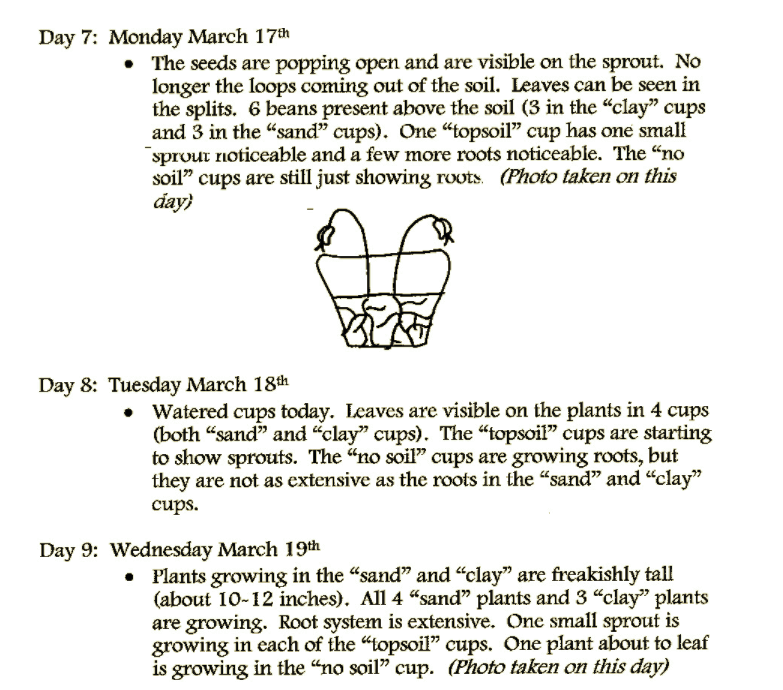 Day 7: Monday March 17th
• The seeds are popping open and are visible on the sprout. No
longer the loops coming out of the soil. Leaves can be seen in
the splits. 6 beans present above the soil (3 in the “clay” cups
and 3 in the “sand” cups). One “topsoil” cup has one small
sprout noticeable and a few more roots noticeable. The “no
soil” cups are still just showing roots. (Photo taken on this
day)
Day 8: Tuesday March 18th
• Watered cups today. Leaves are visible on the plants in 4 cups
(both “sand” and “clay” cups). The “topsoil” cups are starting
to show sprouts. The “no soil” cups are growing roots, but
they are not as extensive as the roots in the “sand” and “clay”
cups.
Day 9: Wednesday March 19th
• Plants growing in the “sand” and “clay” are freakishly tall
(about 10-12 inches). All 4 “sand” plants and 3 “clay” plants
are growing. Root system is extensive. One small sprout is
growing in each of the “topsoil” cups. One plant about to leaf
is growing in the “no soil” cup. (Photo taken on this day)